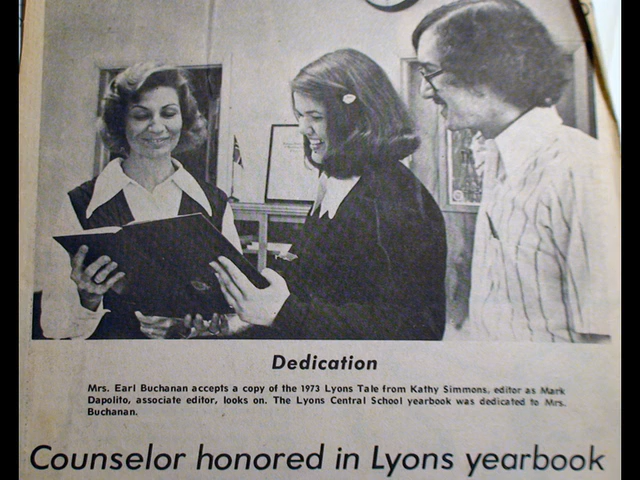 Dedication
Mrs. Earl Buchanan accepts a copy of the 1973 Lyons Tale from Kathy Simmons, editor as Mark
Dapolito, associate editor, looks on. The Lyons Central School yearbook was dedicated to Mrs.
Buchanan.
Counselor honored in Lyons yearbook